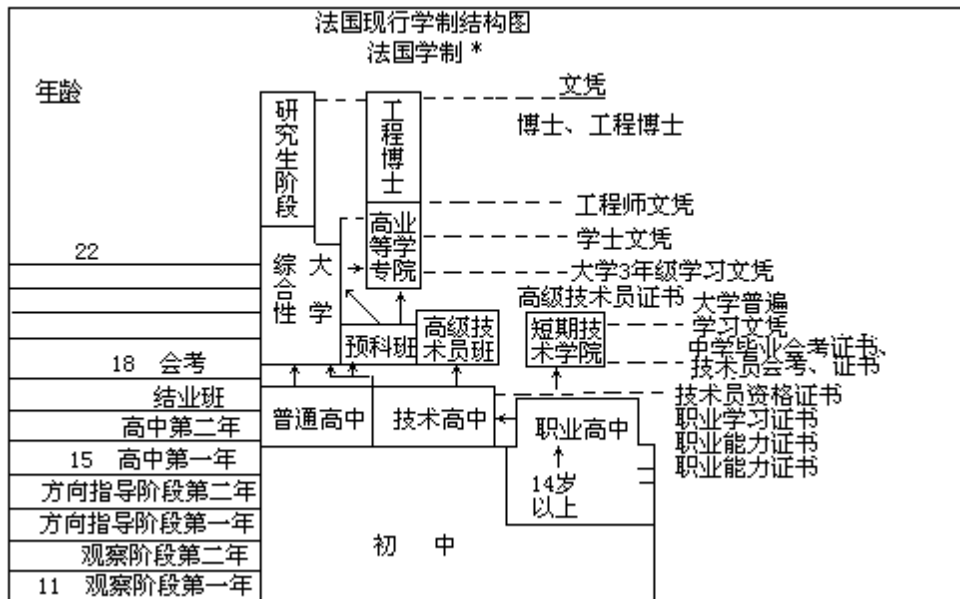 法国现行学制结构图
法国学制 *
年龄
文凭
博士、工程博士
研究生阶段
工程博士
工程师文凭
高等专业学院
学士文凭
22
综合性
大学
大学3年级学习文凭
高级技术员证书
大学普遍
学习文凭
预科班
高级技术员班
短期技术学院
中学毕业会考证书、
技术员会考、证书
18 会考
结业班
技术员资格证书
普通高中
技术高中
职业高中
职业学习证书
高中第二年
职业能力证书
15 高中第一年
职业能力证书
14岁
以上
方向指导阶段第二年
方向指导阶段第一年
初 中
观察阶段第二年
11 观察阶段第一年